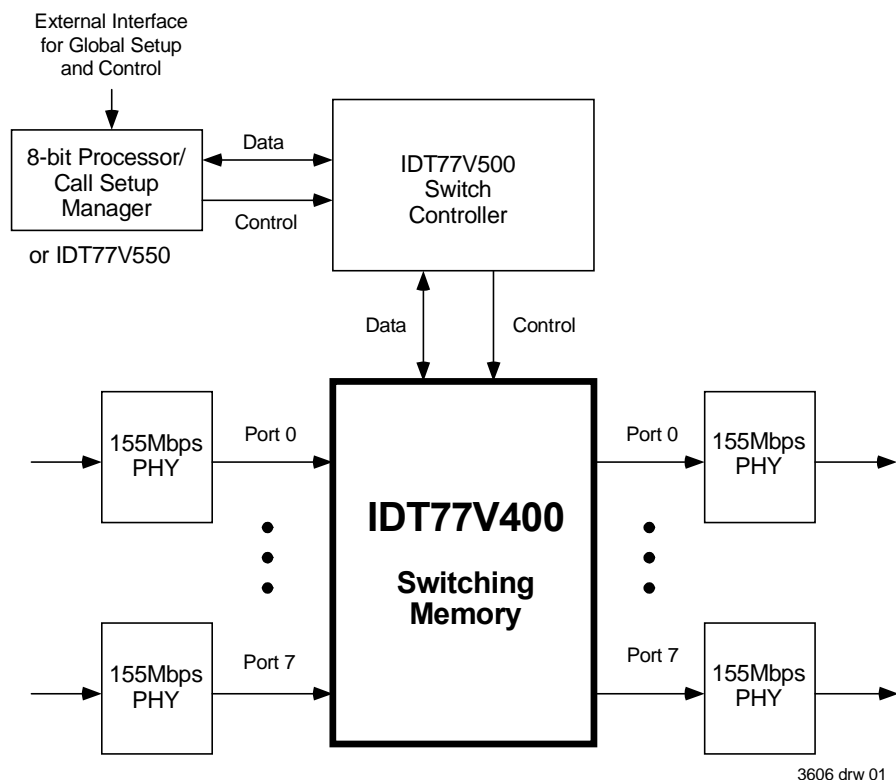 External Interface
for Global Setup
and Control
8-bit Processor/
Call Setup
Manager
or IDT77V550
Data
Control
IDT77V500
Switch
Controller
Data
Control
155Mbps
PHY
Port 0
IDT77V400
Switching
Memory
Port 0
155Mbps
PHY
155Mbps
PHY
Port 7
Port 7
155Mbps
PHY
3606 drw 01